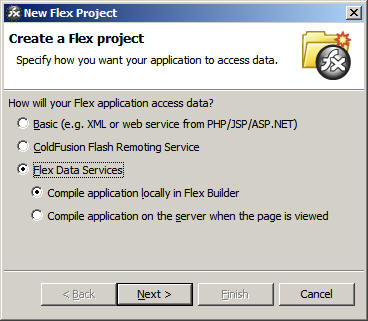 New Flex Project
Create a Flex project
Specify how you want your application to access data.
How will your Flex application access data?
Basic (e.g. XML or web service from PHP/JSP/ASP.NET)
ColdFusion Flash Remoting Service
Flex Data Services
Compile application locally in Flex Builder
Compile application on the server when the page is viewed
< Back
Next >
Finish
Cancel